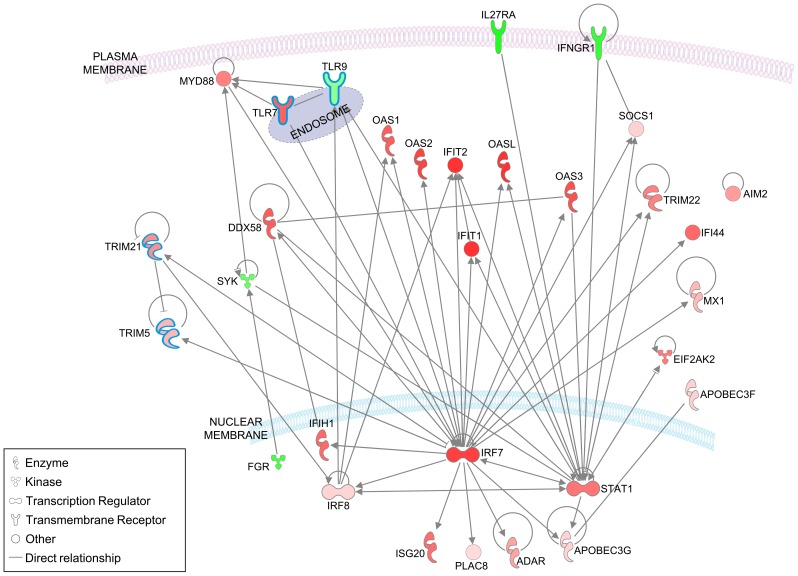 IL27RA
IFNGR1
PLASMA
MEMBRANE
MYD88
TLR9
TLR7
ENDOSOME
OAS1
OAS2
IFIT2
OASL
SOCS1
OAS3
TRIM22
AIM2
DDX58
TRIM21
IFIT1
IFI44
SYK
MX1
TRIM5
EIF2AK2
APOBEC3F
NUCLEAR
MEMBRANE
IFIH1
FGR
IRF7
IRF8
STAT1
ISG20
PLAC8
ADAR
APOBEC3G
Enzyme
Kinase
Transcription Regulator
Transmembrane Receptor
Other
Direct relationship